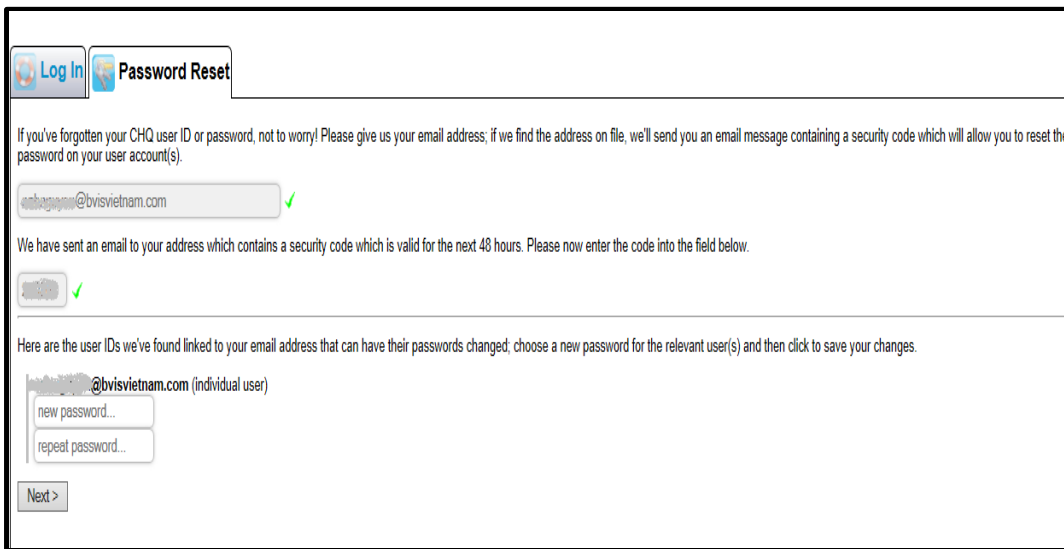 Log In Password Reset
If you've forgotten your CHQ user ID or password, not to worry! Please give us your email address; if we find the address on file, we'll send you an email message containing a security code which will allow you to reset the
password on your user account(s).
@bvisvietnam.com
We have sent an email to your address which contains a security code which is valid for the next 48 hours. Please now enter the code into the field below.
Here are the user IDs we've found linked to your email address that can have their passwords changed; choose a new password for the relevant user(s) and then click to save your changes.
@bvisvietnam.com (individual user)
new password...
repeat password...
Next >